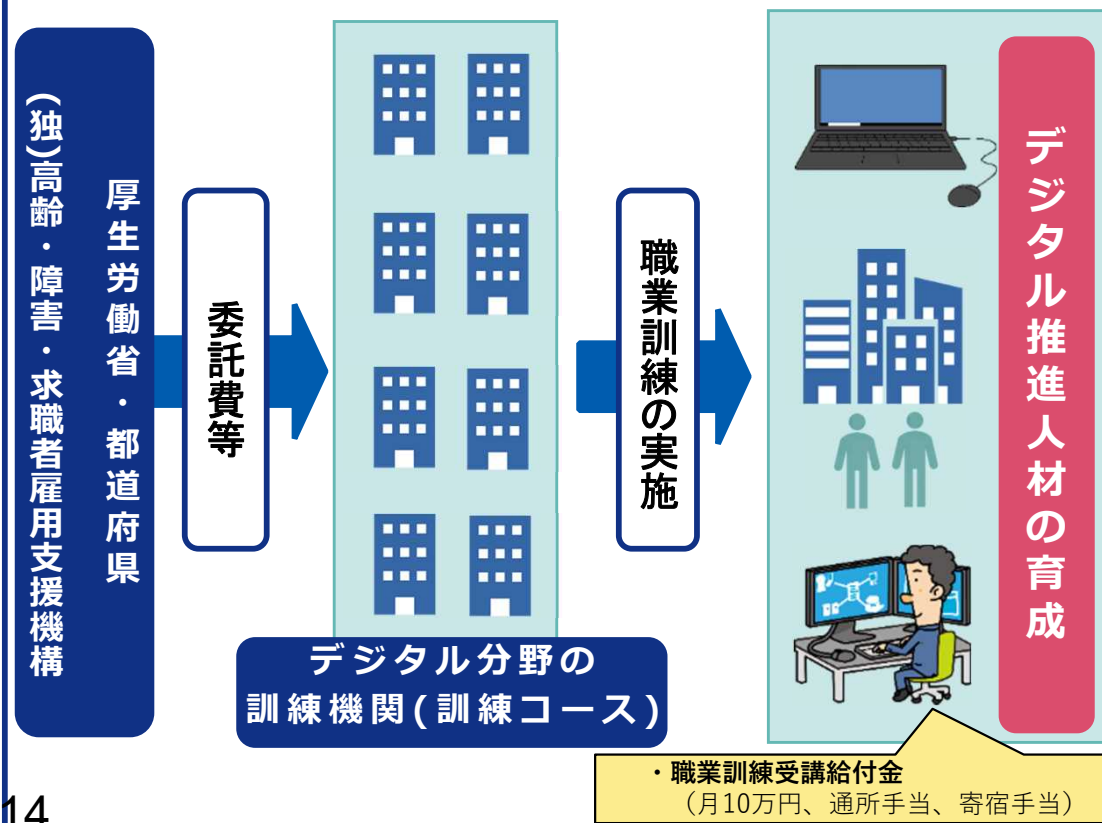 厚生労働省・都道府県
(独)高齢・障害・求職者雇用支援機構
委託費等
デジタル分野の
訓練機関(訓練コース)
職業訓練の実施
デジタル推進人材の育成
・職業訓練受講給付金
（月10万円、通所手当、寄宿手当）
14